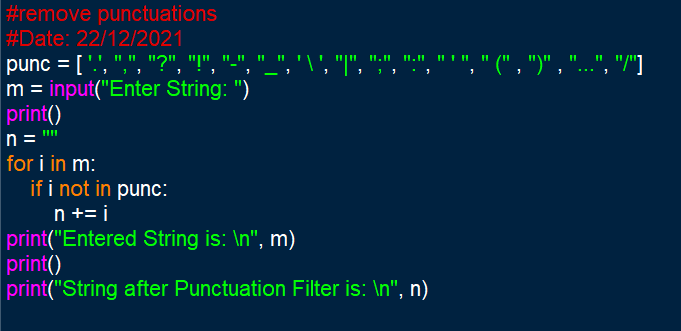 #remove punctuations
#Date: 22/12/2021
punc = [ '.', ",", "?", "!", "-", "_", ' \ ', "|", ";", ":", " ' ", " (" , ")" , "...", "/"]
m = input("Enter String: ")
print()
n = ""
for i in m:
    if i not in punc:
        n += i
print("Entered String is: \n", m)
print()
print("String after Punctuation Filter is: \n", n)